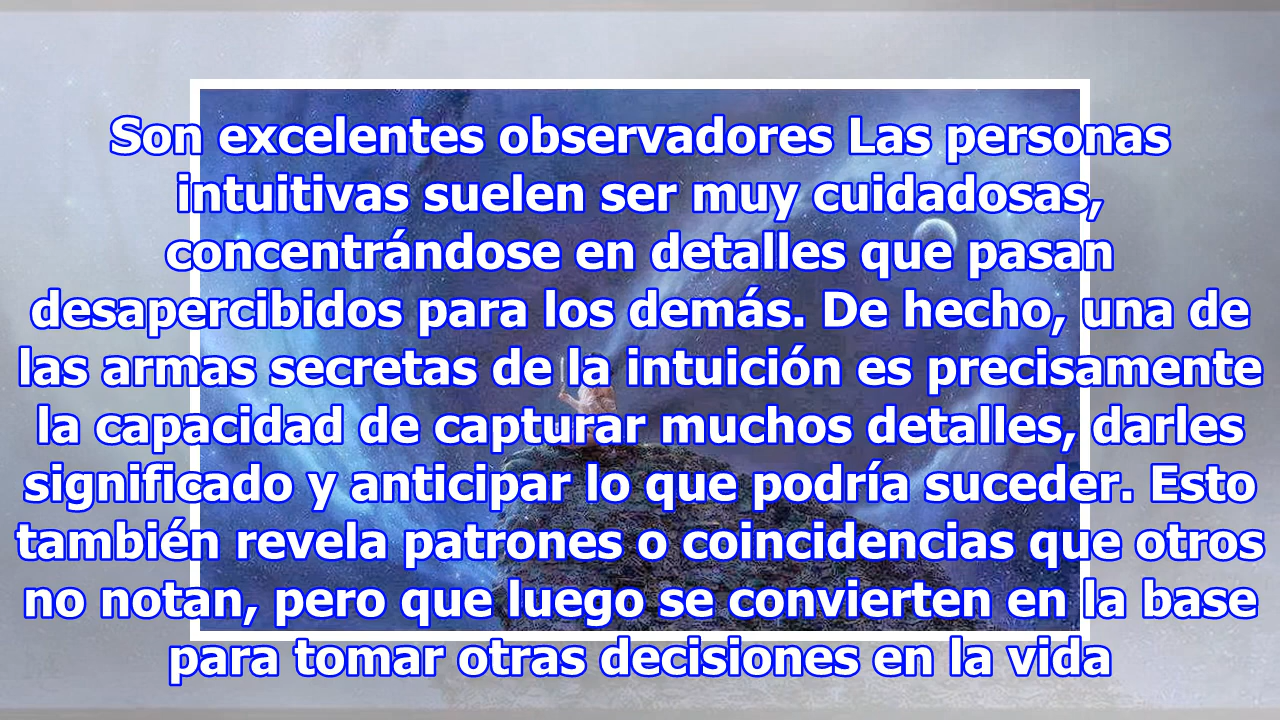 Son excelentes observadores Las personas
intuitivas suelen ser muy cuidadosas,
concentrándose en detalles que pasan
desapercibidos para los demás. De hecho, una de
las armas secretas de la intuición es precisamente
la capacidad de capturar muchos detalles, darles
significado y anticipar lo que podría suceder. Esto
también revela patrones o coincidencias que otros
no notan, pero que luego se convierten en la base
para tomar otras decisiones en la vida